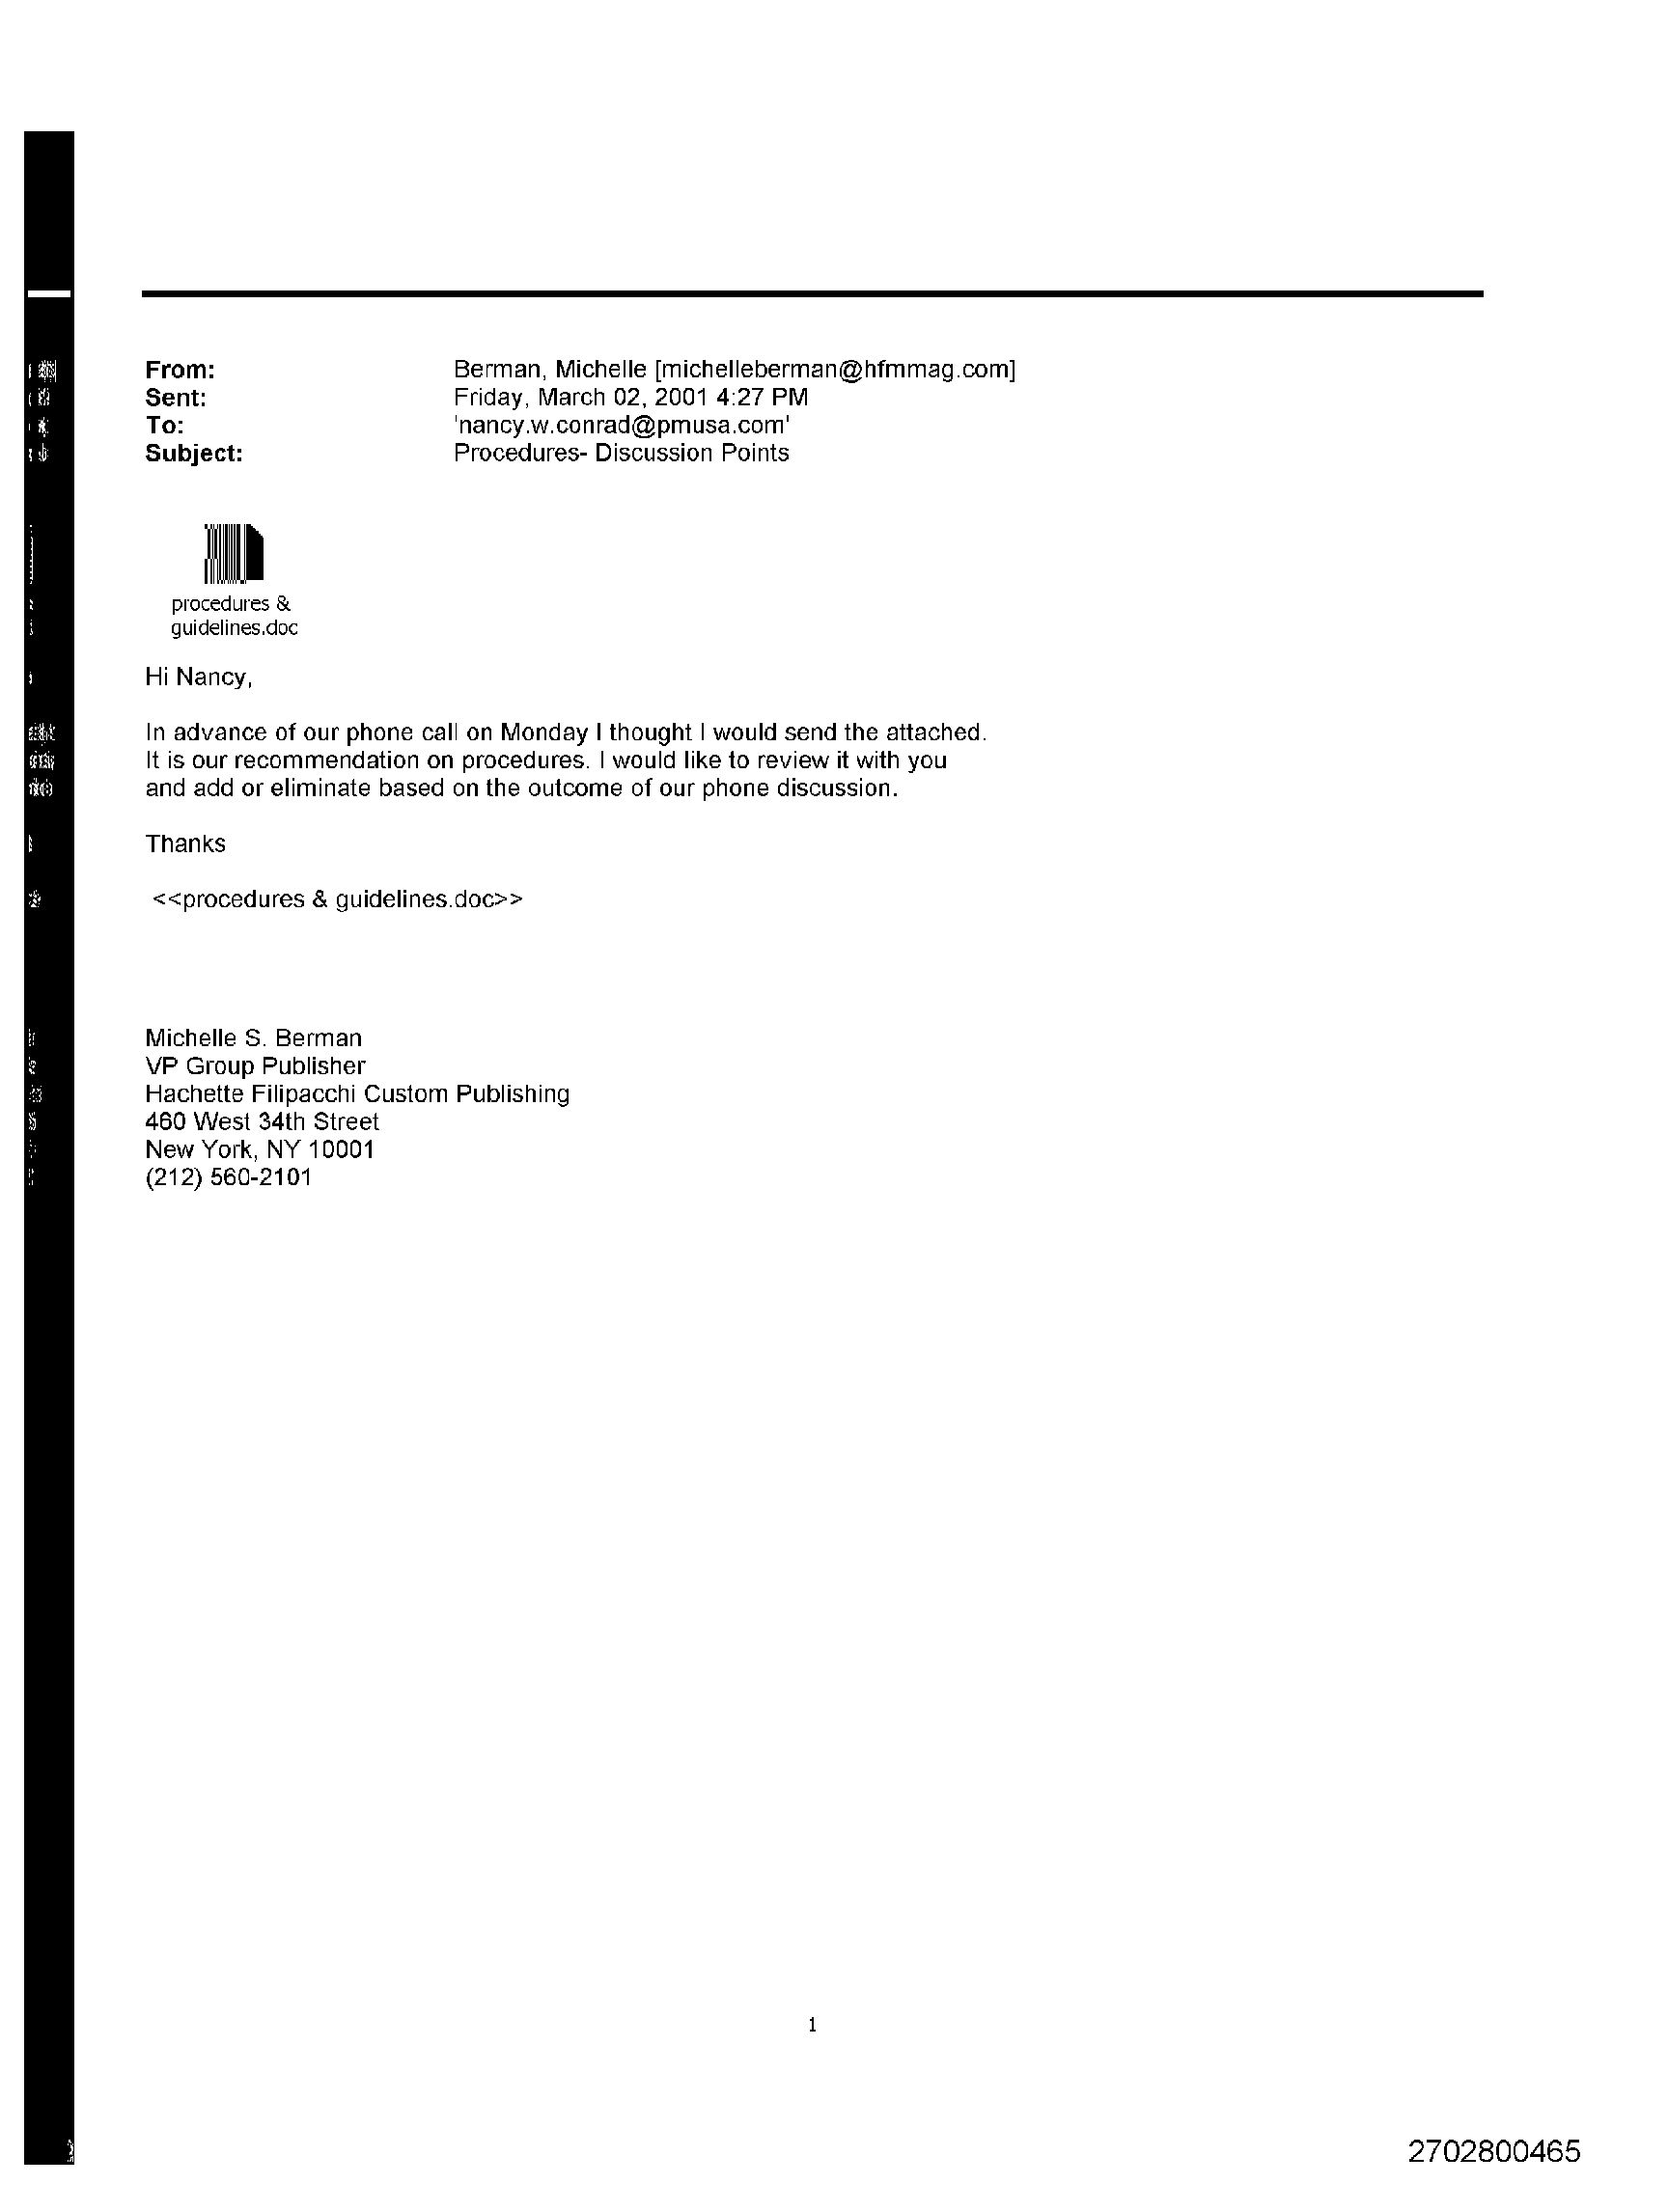 From: Berman, Michelle [michelleberman@hfmmag.com]
Sent: Friday, March 02, 2001 4:27 PM
To: 'nancy.w.conrad@pmusa.com'
Subject: Procedures- Discussion Points
procedures &
guidelines.doc
Hi Nancy,
In advance of our phone call on Monday I thought I would send the attached.
It is our recommendation on procedures. I would like to review it with you
and add or eliminate based on the outcome of our phone discussion.
Thanks
<<procedures & guidelines.doc>>
Michelle S. Berman
VP Group Publisher
Hachette Filipacchi Custom Publishing
460 West 34th Street
New York, NY 10001
(212) 560-2101
1
2702800465